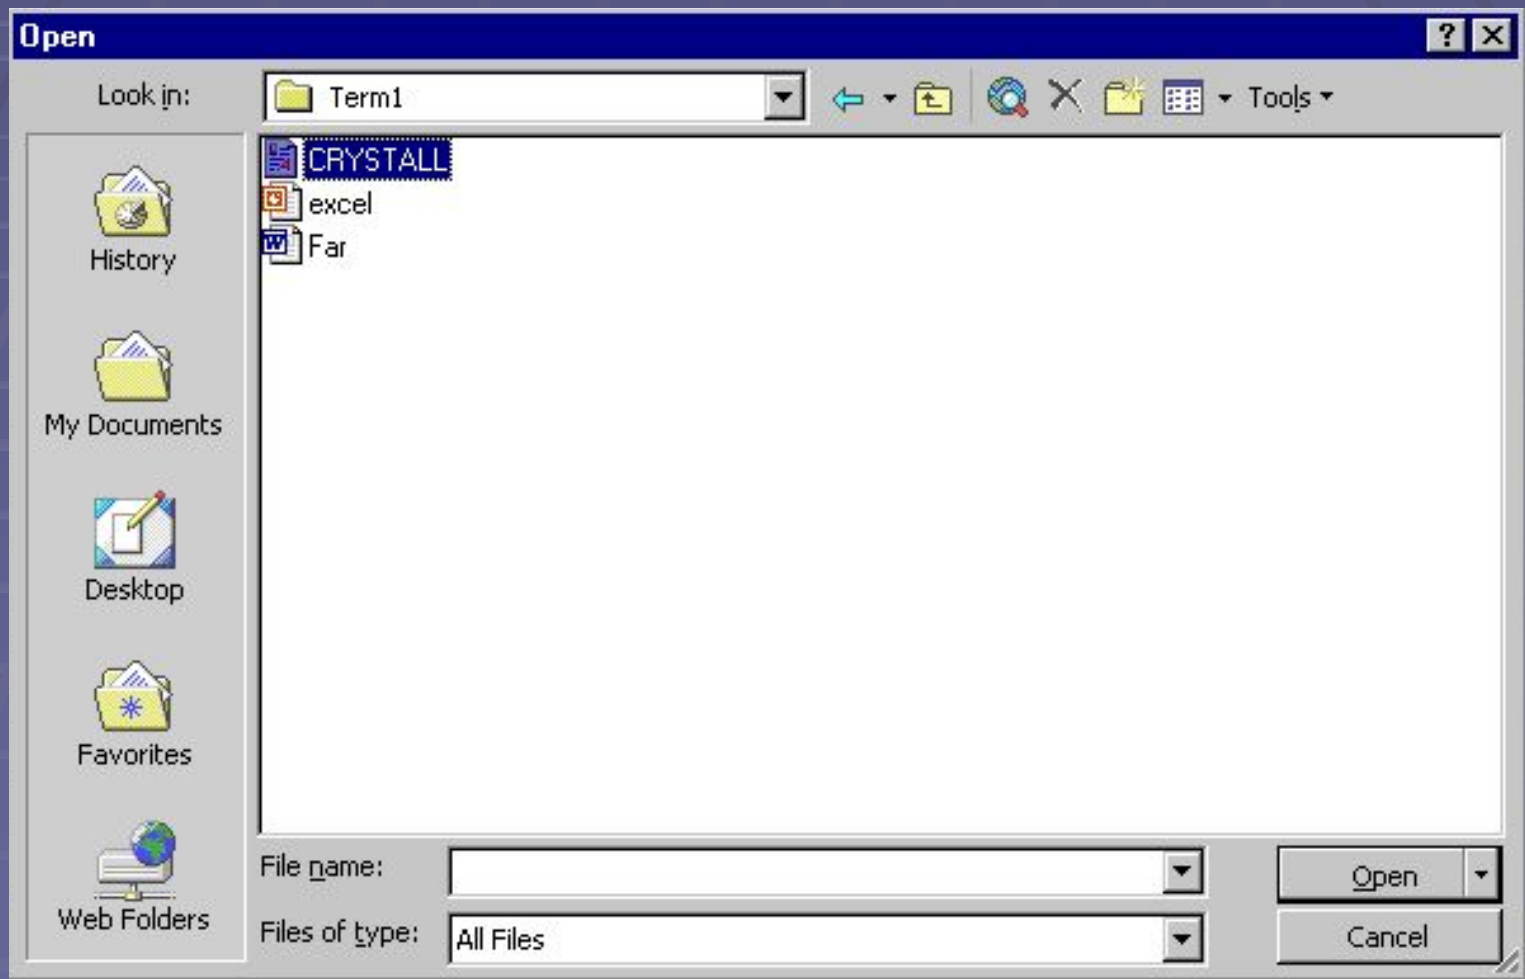 Open
Look in: Term1 Tools
CRYSTALL
excel
Far
History
My Documents
Desktop
Favorites
Web Folders
File name:
Open
Files of type: All Files
Cancel